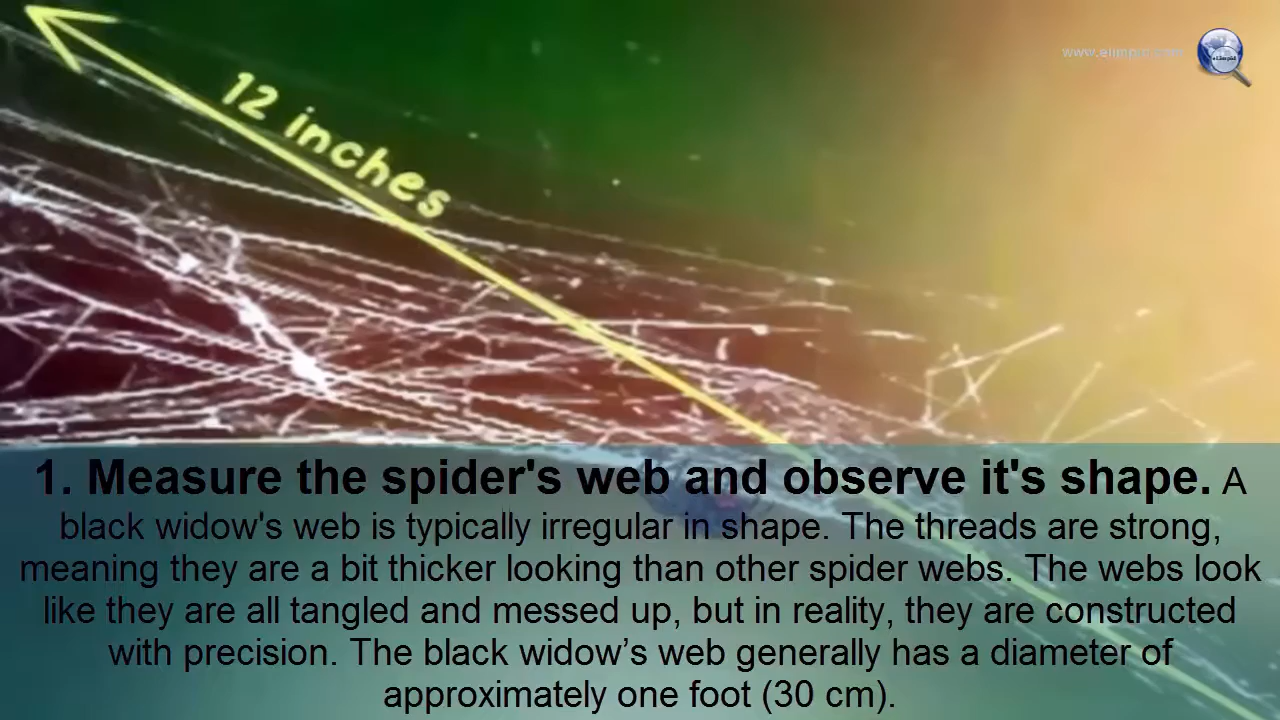 12 inches
1. Measure the spider's web and observe it's shape. A
black widow's web is typically irregular in shape. The threads are strong,
meaning they are a bit thicker looking than other spider webs. The webs look
like they are all tangled and messed up, but in reality, they are constructed
with precision. The black widow’s web generally has a diameter of
approximately one foot (30 cm).